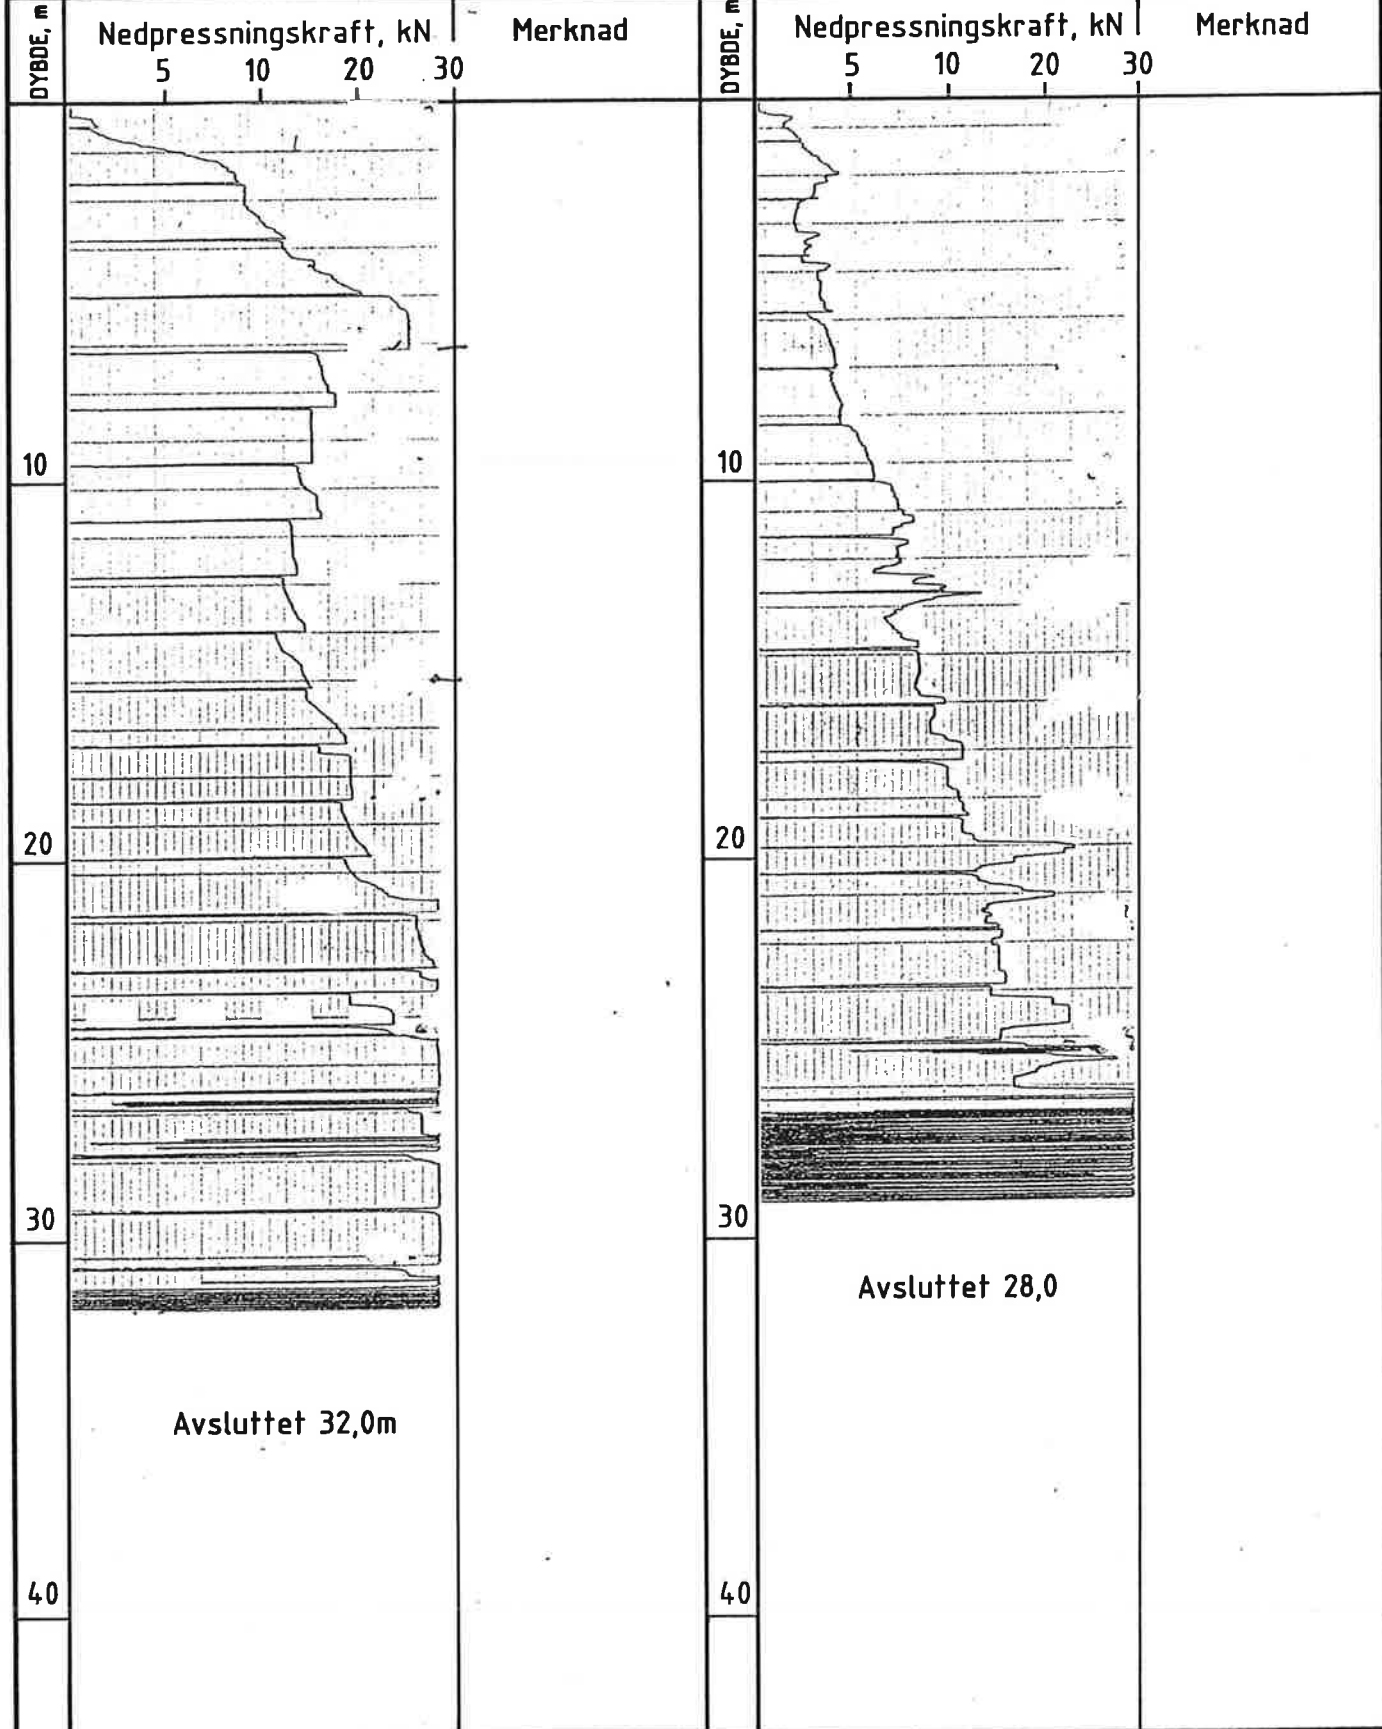 DYBDE, m
Nedpressningskraft, kN
Merknad
5 10 20 30
10
20
30
Avsluttet 32,0m
40
DYBDE, m
Nedpressningskraft, kN
Merknad
5 10 20 30
10
20
30
Avsluttet 28,0
40